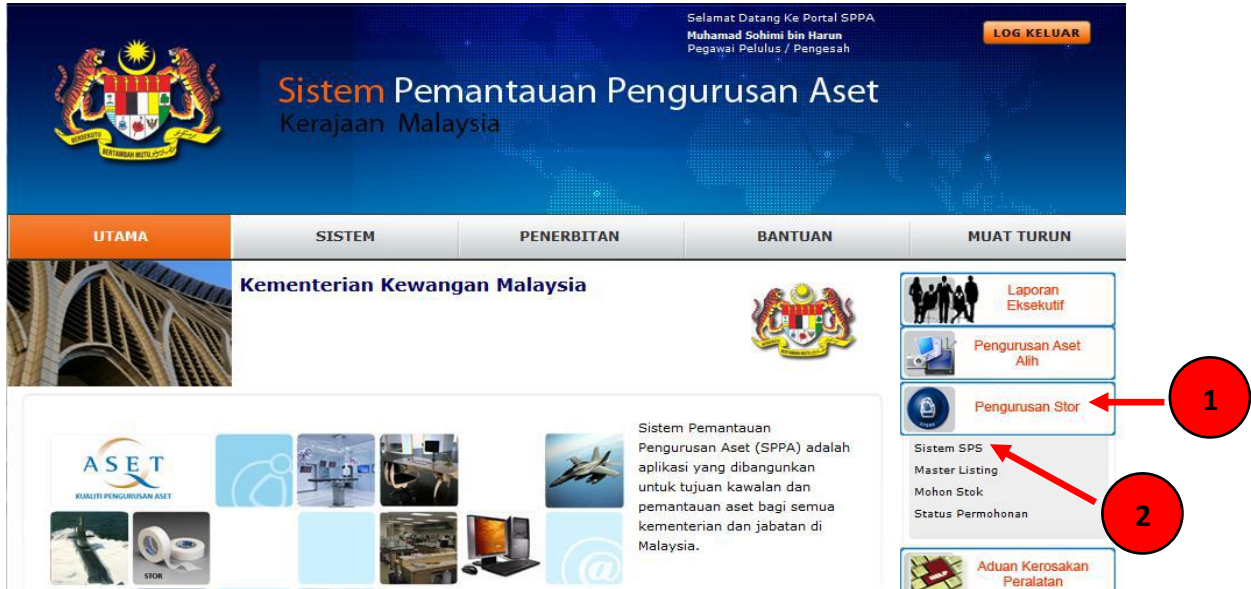 Selamat Datang Ke Portal SPPA
Muhamad Sohimi bin Harun
Pegawai Pelulus / Pengesah
LOG KELUAR
Sistem Pemantauan Pengurusan Aset
Kerajaan Malaysia
BERSEKUTU
BERTAMBAH MUTU
UTAMA
SISTEM
PENERBITAN
BANTUAN
MUAT TURUN
Kementerian Kewangan Malaysia
Laporan
Eksekutif
Pengurusan Aset
Alih
Pengurusan Stor
1
Sistem SPS
Master Listing
Mohon Stok
Status Permohonan
2
Aduan Kerosakan
Peralatan
ASET
KUALITI PENGURUSAN ASET
STOR
Sistem Pemantauan
Pengurusan Aset (SPPA) adalah
aplikasi yang dibangunkan
untuk tujuan kawalan dan
pemantauan aset bagi semua
kementerian dan jabatan di
Malaysia.